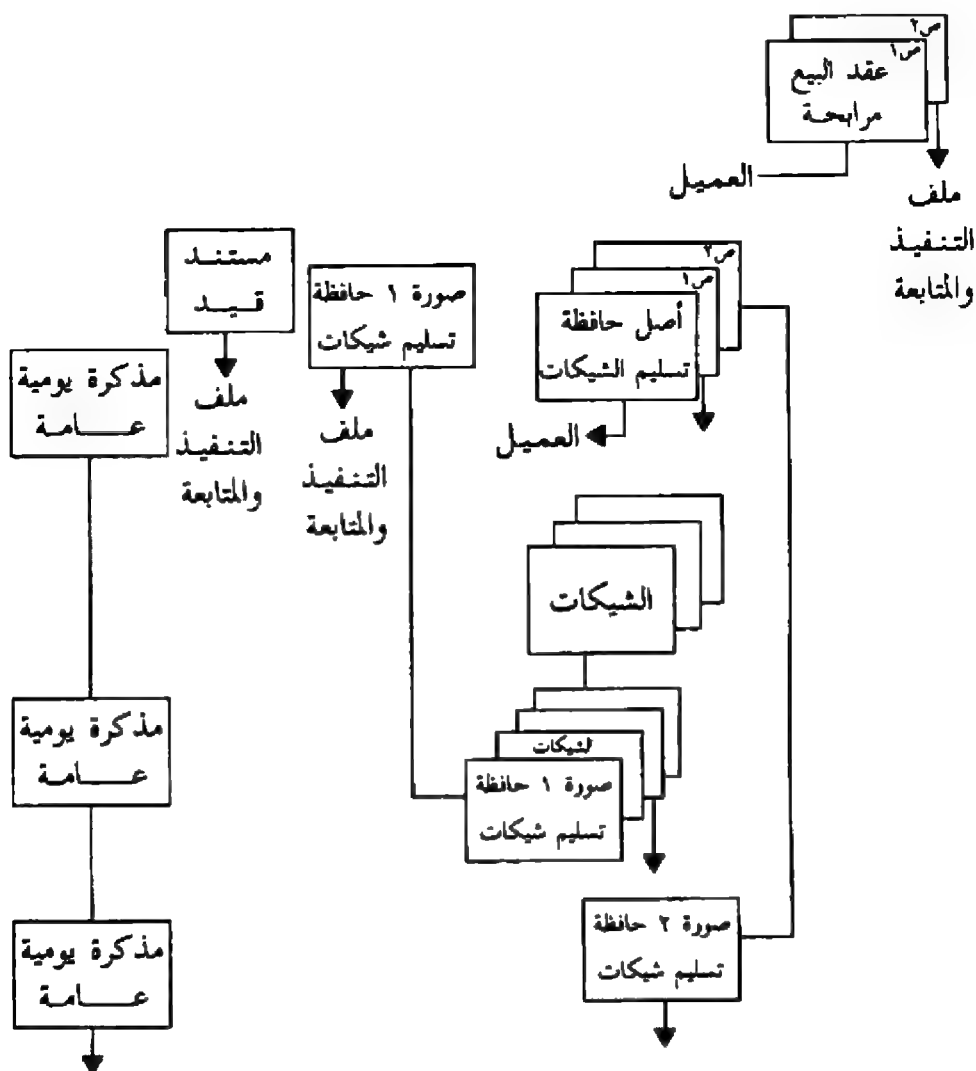 ص٢
ص١
عقد البيع
مرابحة
العميل
ملف
التنفيذ
والمتابعة
ص٢
ص١
أصل حافظة
تسليم الشيكات
العميل
صورة ١ حافظة
تسليم شيكات
ملف
التنفيذ
والمتابعة
مستند
قيد
ملف
التنفيذ
والمتابعة
مذكرة يومية
عامة
الشيكات
الشيكات
صورة ١ حافظة
تسليم شيكات
مذكرة يومية
عامة
صورة ٢ حافظة
تسليم شيكات
مذكرة يومية
عامة